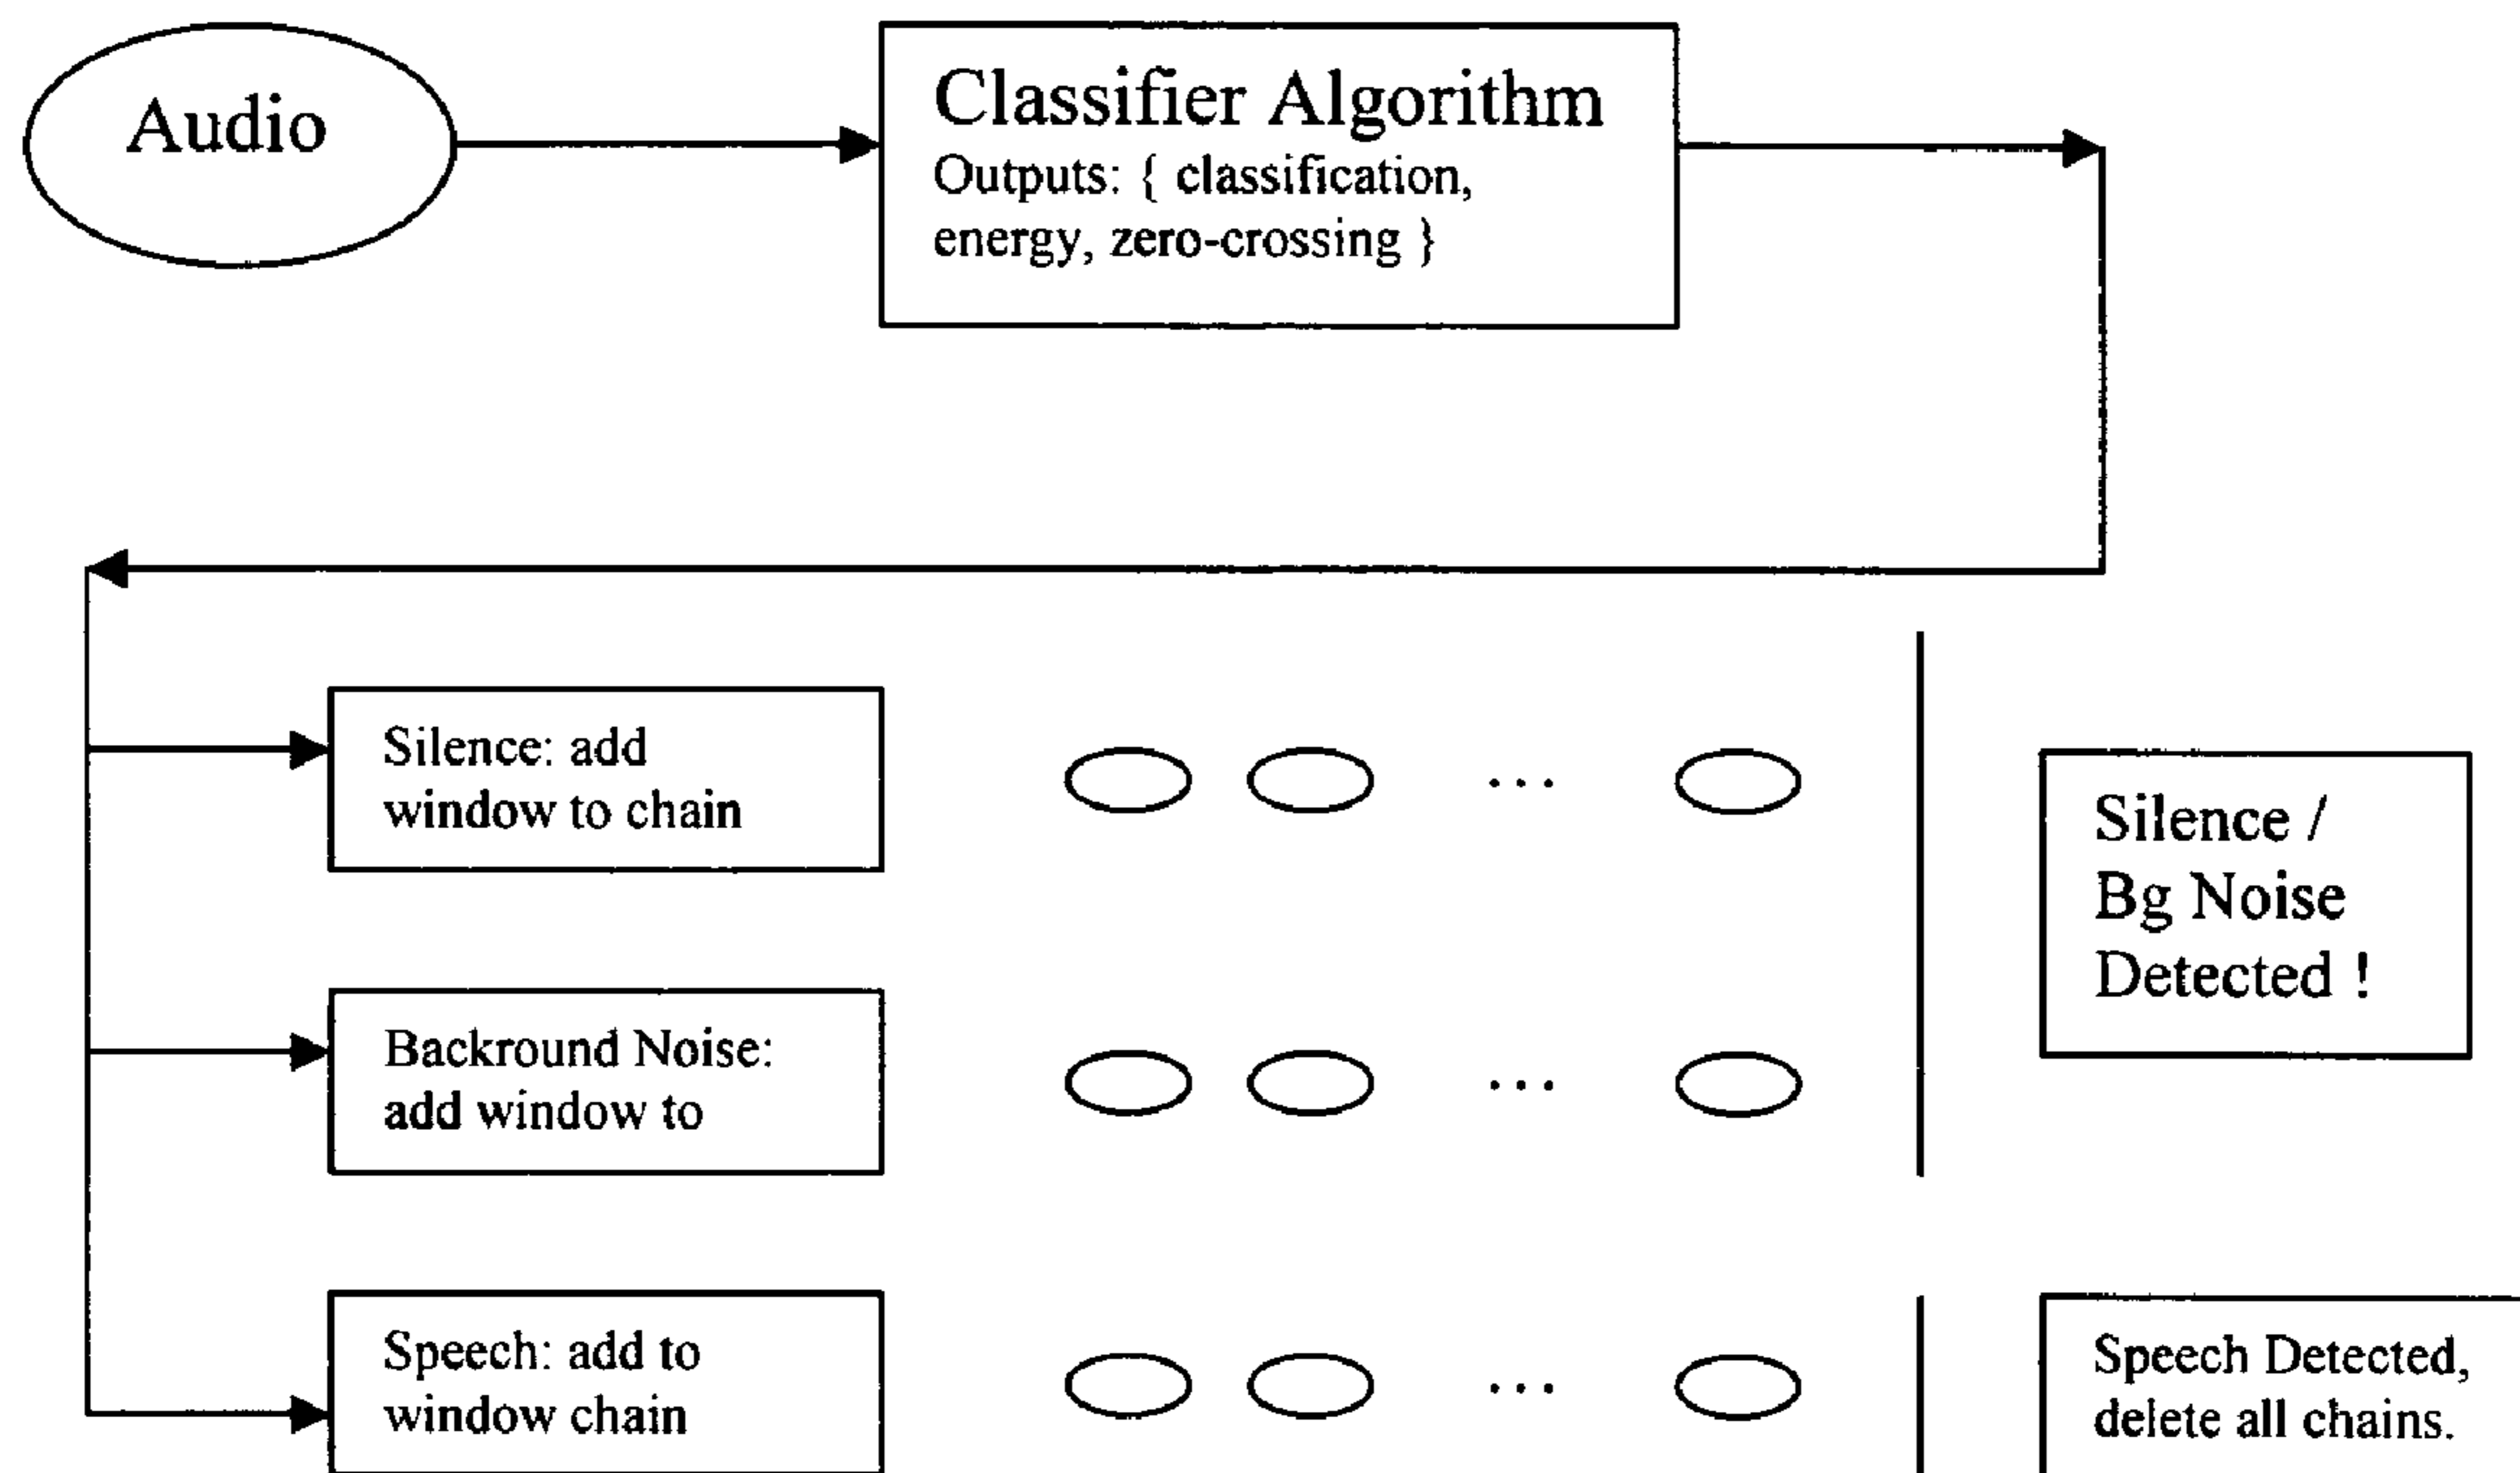 Audio
Classifier Algorithm
Outputs: { classification,
energy, zero-crossing }
Silence: add
window to chain
...
Silence /
Bg Noise
Detected !
Backround Noise:
add window to
...
Speech: add to
window chain
...
Speech Detected,
delete all chains.